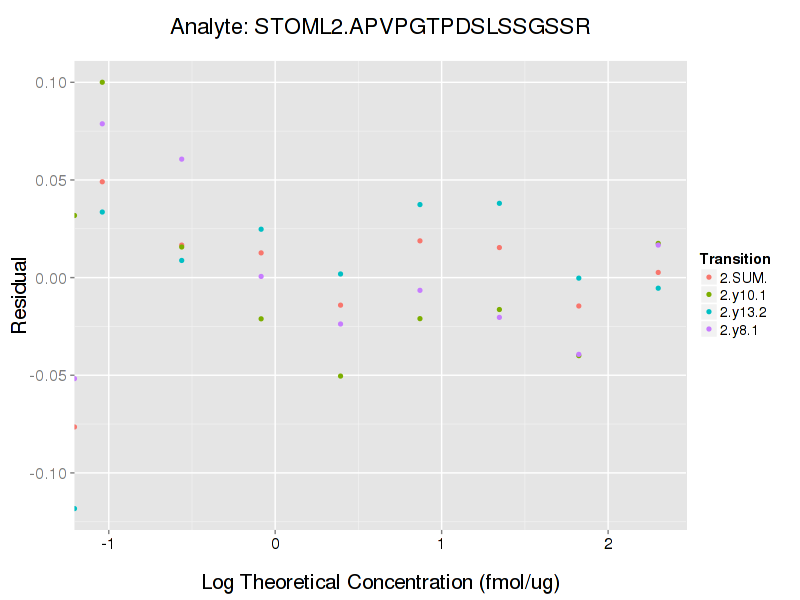 Analyte: STOML2.APVPGTPDSLSSGSSR
0.10
0.05
0.00
-0.05
-0.10
Residual
-1 0 1 2
Log Theoretical Concentration (fmol/ug)
Transition
2.SUM.
2.y10.1
2.y13.2
2.y8.1